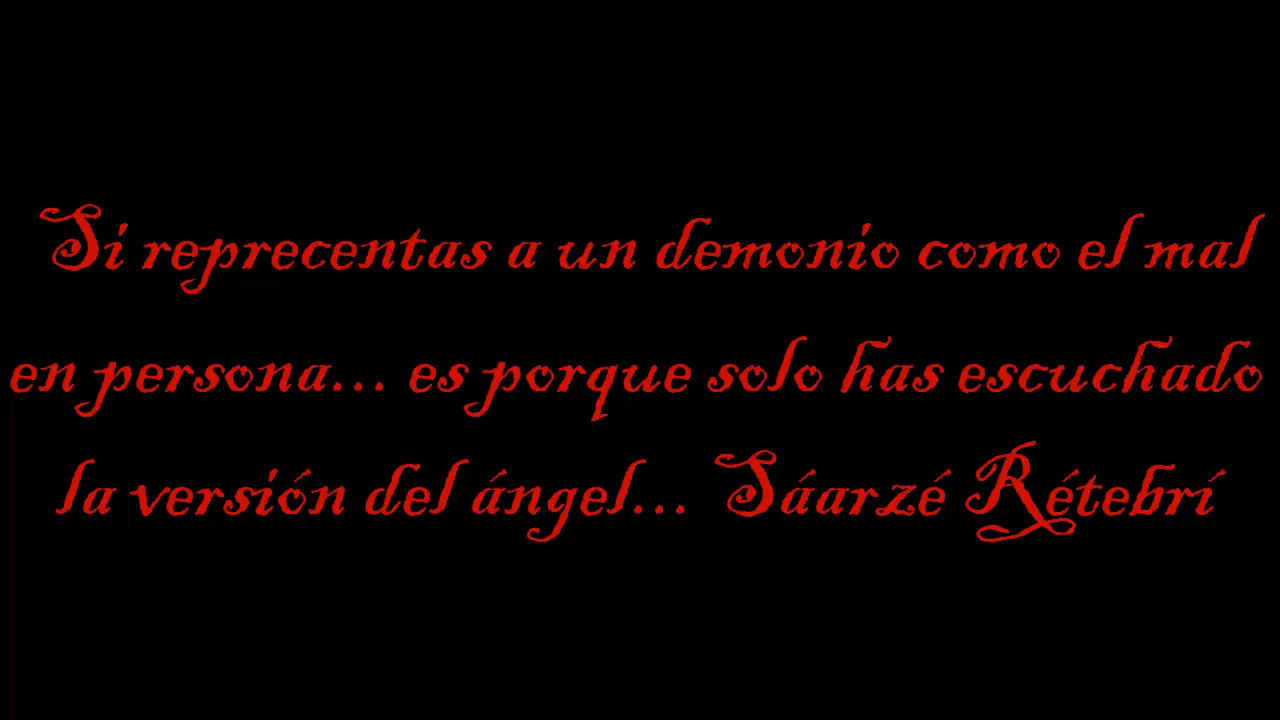 Si reprecentas a un demonio como el mal
en persona... es porque solo has escuchado
la versión del ángel... Sáarzé Rétebrí